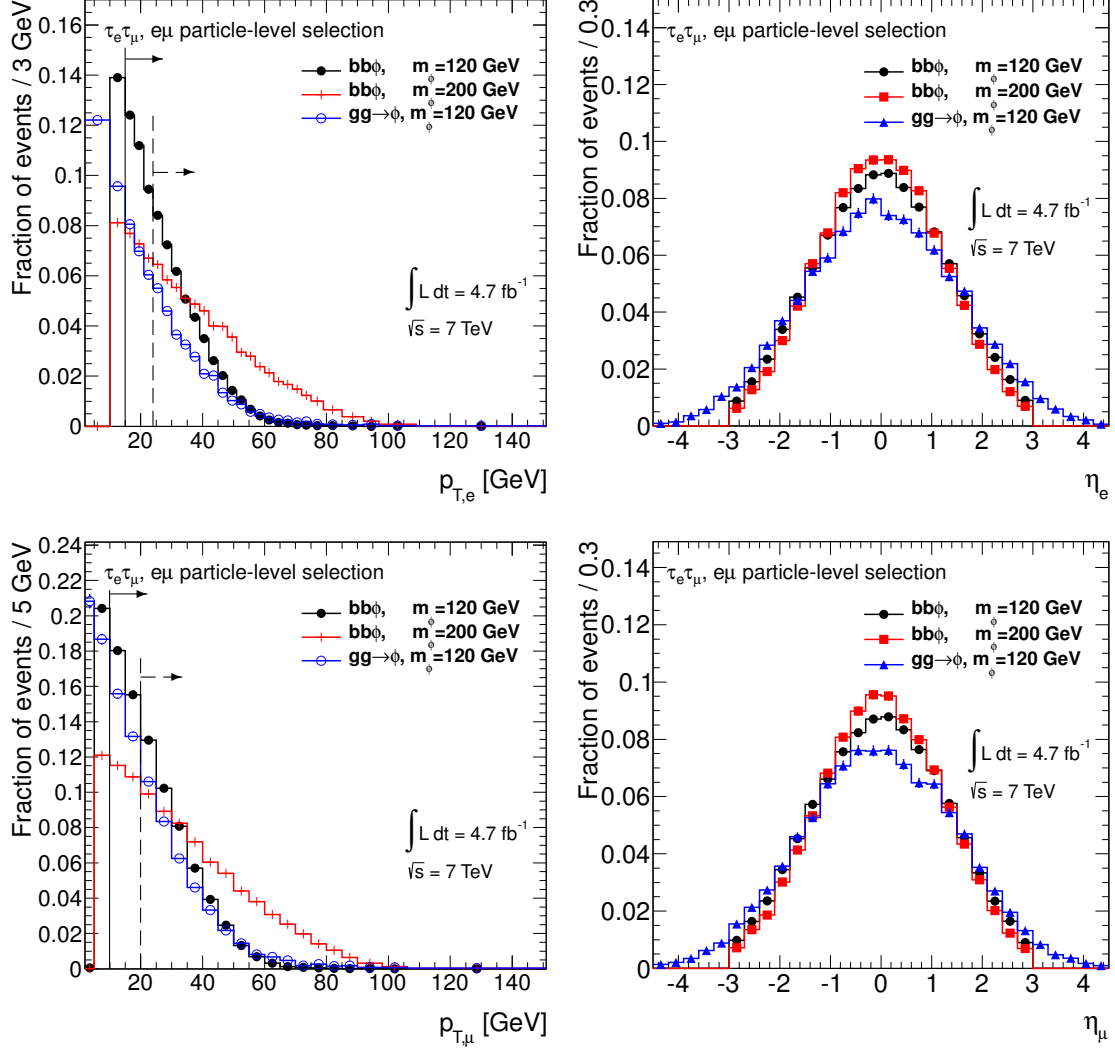 τeτμ, eμ particle-level selection
bbφ, mφ=120 GeV
bbφ, mφ=200 GeV
gg→φ, mφ=120 GeV
∫ L dt = 4.7 fb-1
√s = 7 TeV
Fraction of events / 3 GeV
0.16
0.14
0.12
0.1
0.08
0.06
0.04
0.02
0
20 40 60 80 100 120 140
pT,e [GeV]
τeτμ, eμ particle-level selection
bbφ, mφ=120 GeV
bbφ, mφ=200 GeV
gg→φ, mφ=120 GeV
∫ L dt = 4.7 fb-1
√s = 7 TeV
Fraction of events / 0.3
0.14
0.12
0.1
0.08
0.06
0.04
0.02
0
-4 -3 -2 -1 0 1 2 3 4
ηe
τeτμ, eμ particle-level selection
bbφ, mφ=120 GeV
bbφ, mφ=200 GeV
gg→φ, mφ=120 GeV
∫ L dt = 4.7 fb-1
√s = 7 TeV
Fraction of events / 5 GeV
0.24
0.22
0.2
0.18
0.16
0.14
0.12
0.1
0.08
0.06
0.04
0.02
0
20 40 60 80 100 120 140
pT,μ [GeV]
τeτμ, eμ particle-level selection
bbφ, mφ=120 GeV
bbφ, mφ=200 GeV
gg→φ, mφ=120 GeV
∫ L dt = 4.7 fb-1
√s = 7 TeV
Fraction of events / 0.3
0.14
0.12
0.1
0.08
0.06
0.04
0.02
0
-4 -3 -2 -1 0 1 2 3 4
ημ